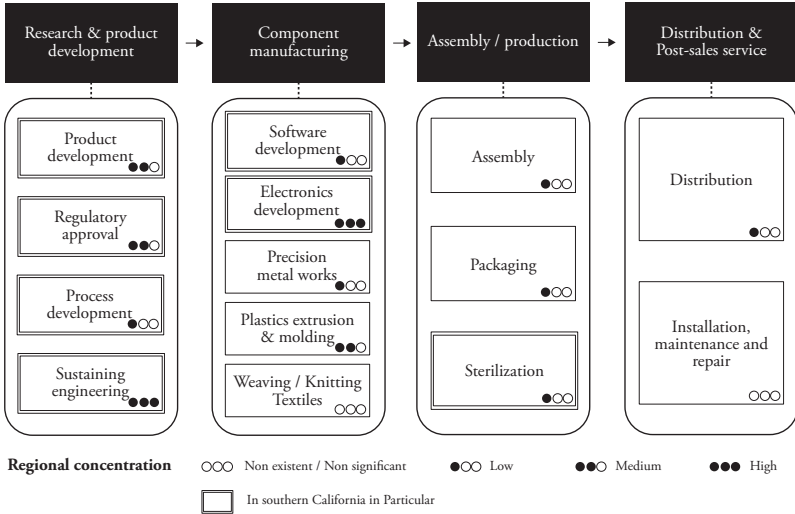 Research & product
development
Component
manufacturing
Assembly / production
Distribution &
Post-sales service
Product
development
Regulatory
approval
Process
development
Sustaining
engineering
Software
development
Electronics
development
Precision
metal works
Plastics extrusion
& molding
Weaving / Knitting
Textiles
Assembly
Packaging
Sterilization
Distribution
Installation,
maintenance and
repair
Regional concentration
Non existent / Non significant
Low
Medium
High
In southern California in Particular